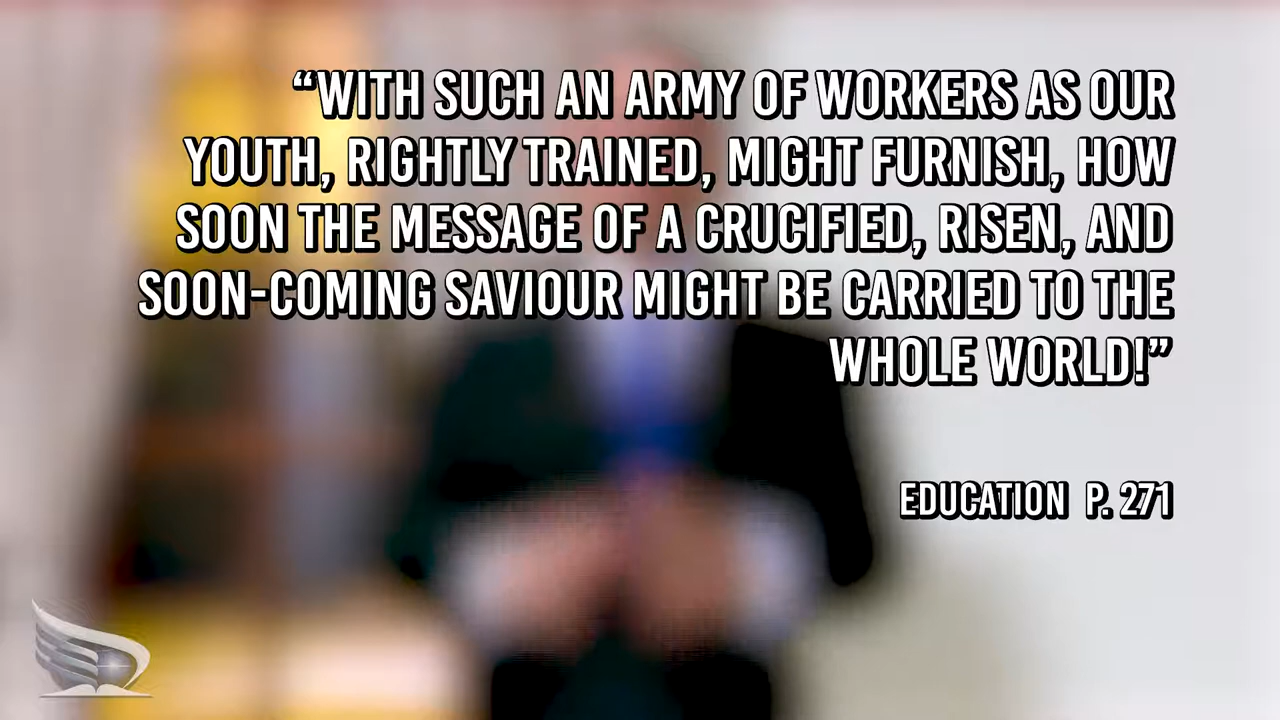 “WITH SUCH AN ARMY OF WORKERS AS OUR
YOUTH, RIGHTLY TRAINED, MIGHT FURNISH, HOW
SOON THE MESSAGE OF A CRUCIFIED, RISEN, AND
SOON-COMING SAVIOUR MIGHT BE CARRIED TO THE
WHOLE WORLD!”
EDUCATION P. 271